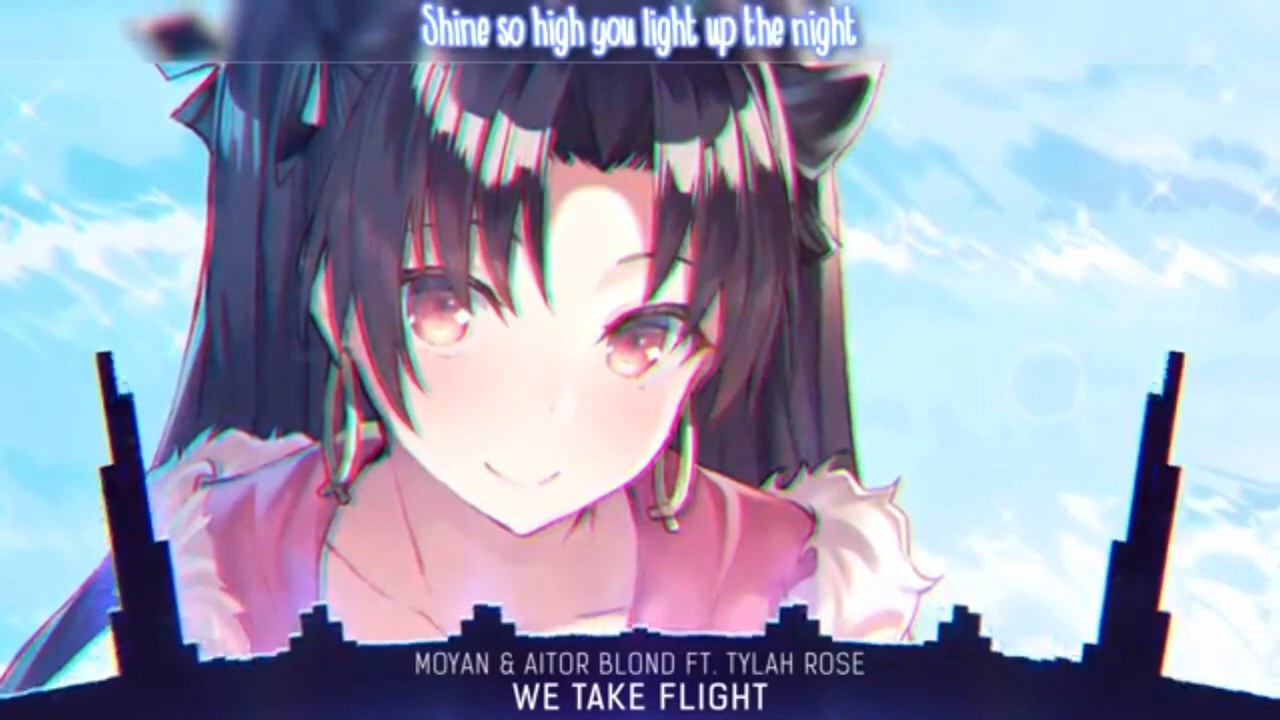 Shine so high you light up the night
MOYAN & AITOR BLOND FT. TYLAH ROSE
WE TAKE FLIGHT